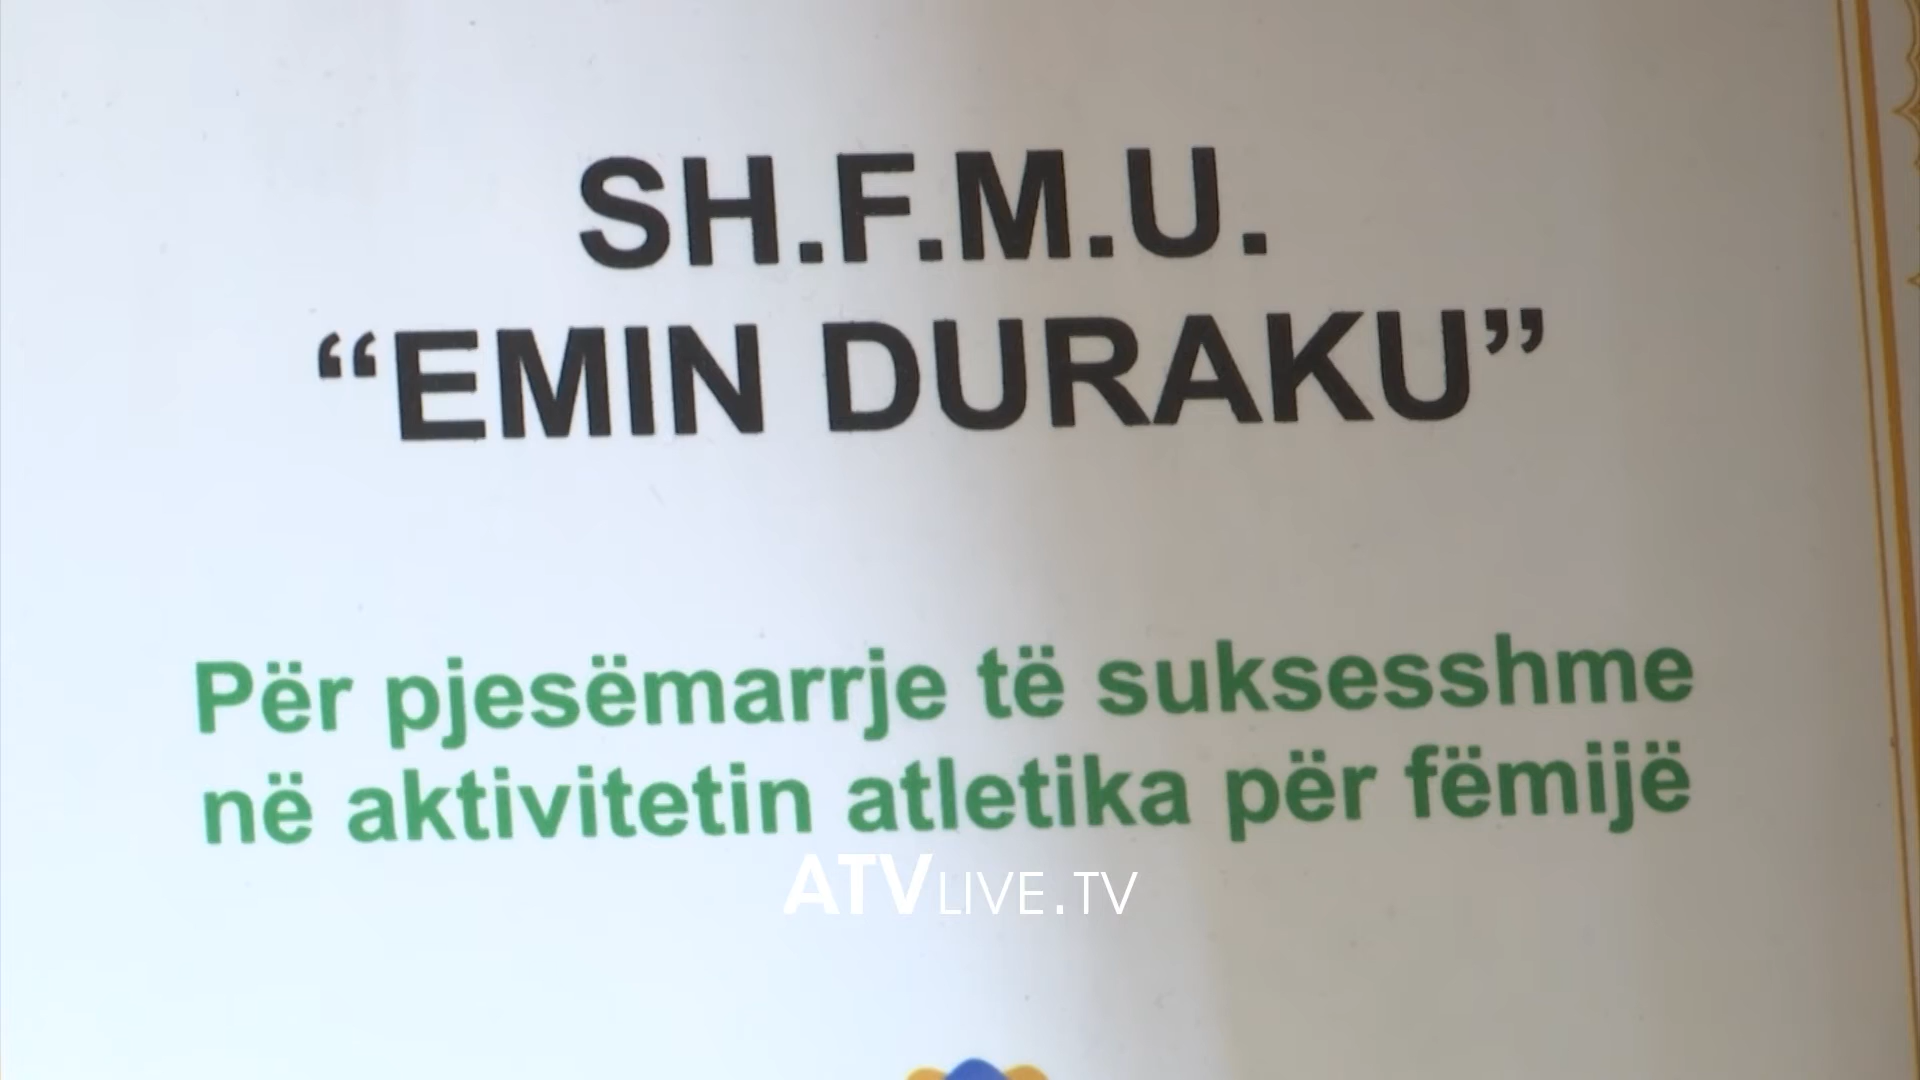 SH.F.M.U.
“EMIN DURAKU”
Për pjesëmarrje të suksesshme
në aktivitetin atletika për fëmijë
ATVLIVE.TV